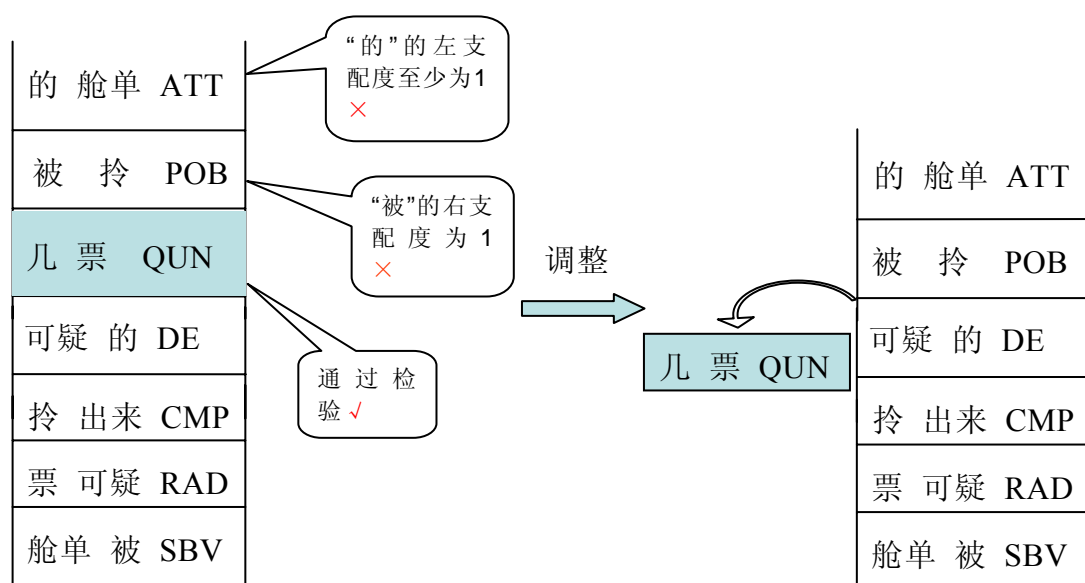 的 舱单 ATT
被 拎 POB
几 票 QUN
可疑 的 DE
拎 出来 CMP
票 可疑 RAD
舱单 被 SBV
“的”的左支
配度至少为1
×
“被”的右支
配 度 为 1
×
通 过 检
验 √
调整
几 票 QUN
的 舱单 ATT
被 拎 POB
可疑 的 DE
拎 出来 CMP
票 可疑 RAD
舱单 被 SBV